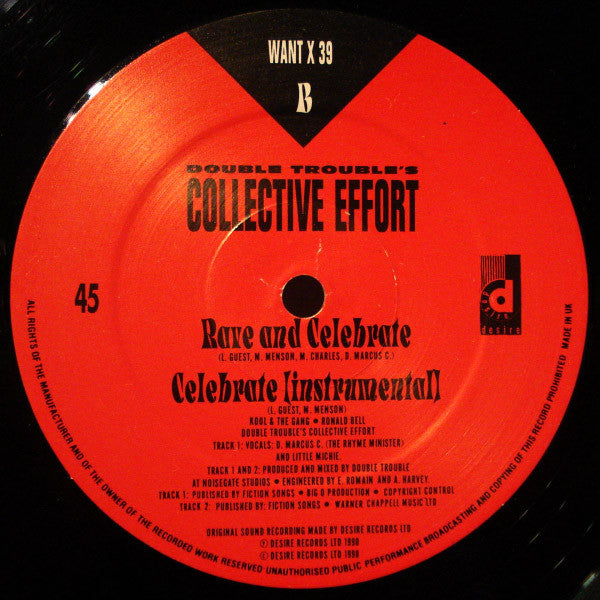 WANT X 39
B
DOUBLE TROUBLE'S
COLLECTIVE EFFORT
45
d
desire
desire
Rave and Celebrate
(L. GUEST, M. MENSON, M. CHARLES, D. MARCUS C.)
Celebrate [instrumental]
(L. GUEST, M. MENSON)
KOOL & THE GANG • RONALD BELL
DOUBLE TROUBLE'S COLLECTIVE EFFORT
TRACK 1: VOCALS: D. MARCUS C. (THE RHYME MINISTER)
AND LITTLE MICHIE.
TRACK 1 AND 2: PRODUCED AND MIXED BY DOUBLE TROUBLE
AT NOISEGATE STUDIOS • ENGINEERED BY E. ROMAIN AND A. HARVEY.
TRACK 1: PUBLISHED BY FICTION SONGS • BIG O PRODUCTION • COPYRIGHT CONTROL
TRACK 2: PUBLISHED BY: FICTION SONGS • WARNER CHAPPELL MUSIC LTD
ORIGINAL SOUND RECORDING MADE BY DESIRE RECORDS LTD
Ⓟ DESIRE RECORDS LTD 1990
© DESIRE RECORDS LTD 1990
ALL RIGHTS OF THE MANUFACTURER AND OF THE OWNER OF THE RECORDED WORK RESERVED UNAUTHORISED PUBLIC PERFORMANCE BROADCASTING AND COPYING OF THIS RECORD PROHIBITED MADE IN UK